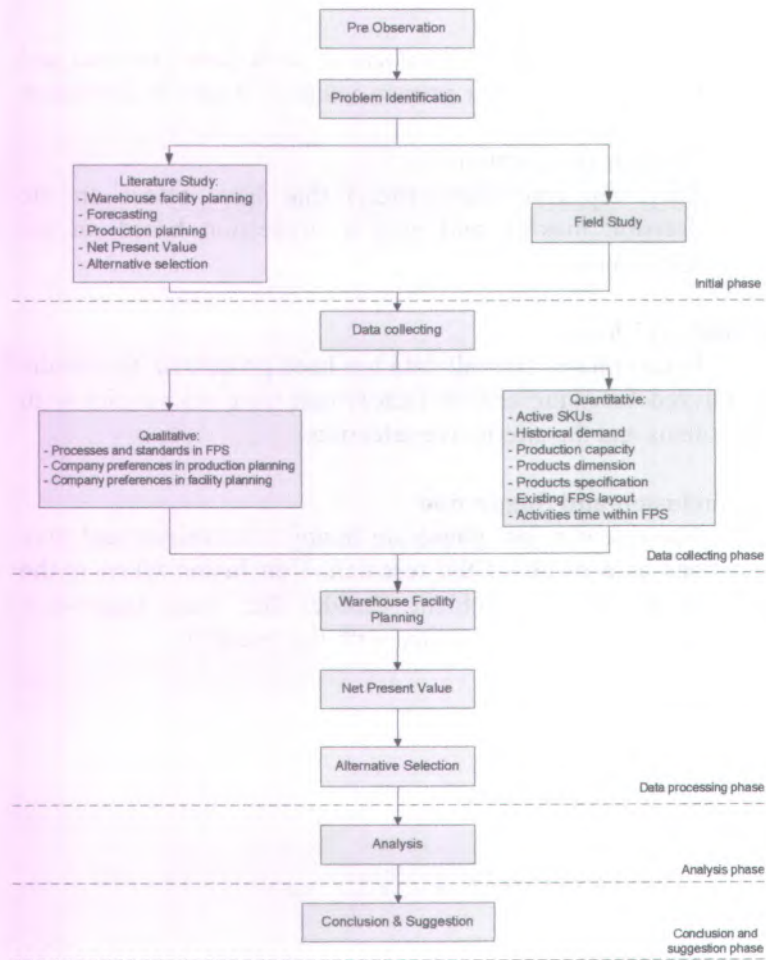 Pre Observation
Problem Identification
Literature Study:
- Warehouse facility planning
- Forecasting
- Production planning
- Net Present Value
- Alternative selection
Field Study
Initial phase
Data collecting
Qualitative:
- Processes and standards in FPS
- Company preferences in production planning
- Company preferences in facility planning
Quantitative:
- Active SKUs
- Historical demand
- Production capacity
- Products dimension
- Products specification
- Existing FPS layout
- Activities time within FPS
Data collecting phase
Warehouse Facility
Planning
Net Present Value
Alternative Selection
Data processing phase
Analysis
Analysis phase
Conclusion & Suggestion
Conclusion and
suggestion phase